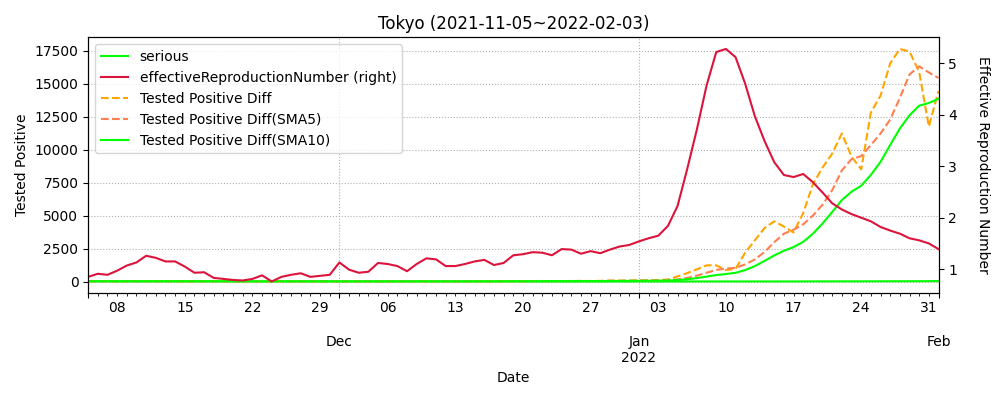 Tokyo (2021-11-05~2022-02-03)
serious
effectiveReproductionNumber (right)
Tested Positive Diff
Tested Positive Diff(SMA5)
Tested Positive Diff(SMA10)
Tested Positive
17500
15000
12500
10000
7500
5000
2500
0
Effective Reproduction Number
5
4
3
2
1
08 15 22 29 06 13 20 27 03 10 17 24 31
Dec Jan Feb
2022
Date